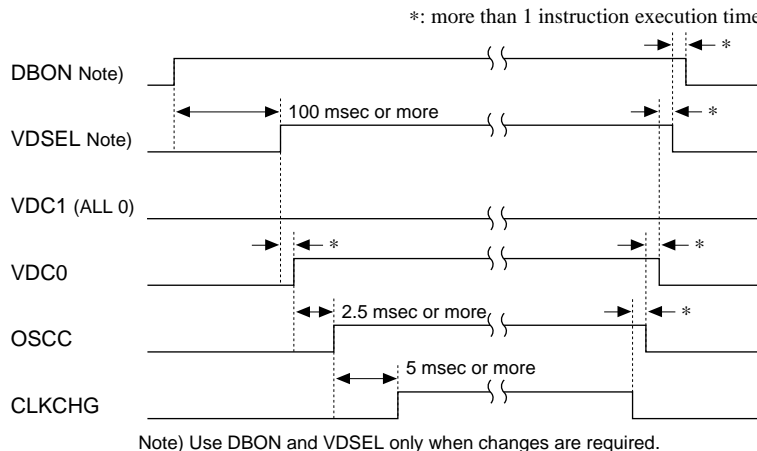 *: more than 1 instruction execution time
*
DBON Note)
100 msec or more
*
VDSEL Note)
VDC1 (ALL 0)
*
*
VDC0
2.5 msec or more
*
OSCC
5 msec or more
CLKCHG
Note) Use DBON and VDSEL only when changes are required.